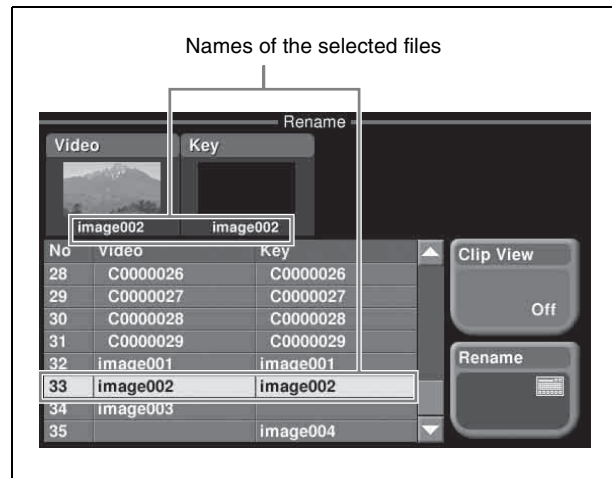 Names of the selected files
Rename
Video Key
image002 image002
No Video Key
28 C0000026 C0000026
29 C0000027 C0000027
30 C0000028 C0000028
31 C0000029 C0000029
32 image001 image001
33 image002 image002
34 image003
35 image004
Clip View
Off
Rename